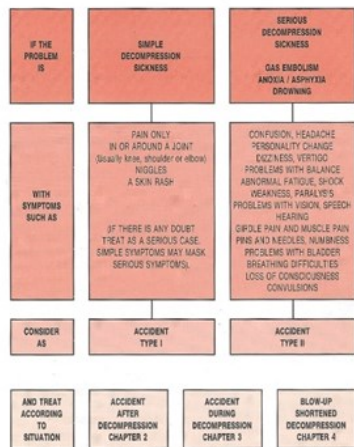 IF THE
PROBLEM
IS
SIMPLE
DECOMPRESSION
SICKNESS
SERIOUS
DECOMPRESSION
SICKNESS
GAS EMBOLISM
ANOXIA / ASPHYXIA
DROWNING
WITH
SYMPTOMS
SUCH AS
PAIN ONLY
IN OR AROUND A JOINT
(usually knee, shoulder or elbow)
NIGGLES
A SKIN RASH
(IF THERE IS ANY DOUBT
TREAT AS A SERIOUS CASE.
SIMPLE SYMPTOMS MAY MASK
SERIOUS SYMPTOMS).
CONFUSION, HEADACHE
PERSONALITY CHANGE
DIZZINESS, VERTIGO
PROBLEMS WITH BALANCE
ABNORMAL FATIGUE, SHOCK
WEAKNESS, PARALYSIS
PROBLEMS WITH VISION, SPEECH
HEARING
GIRDLE PAIN AND MUSCLE PAIN
PINS AND NEEDLES, NUMBNESS
PROBLEMS WITH BLADDER
BREATHING DIFFICULTIES
LOSS OF CONSCIOUSNESS
CONVULSIONS
CONSIDER
AS
ACCIDENT
TYPE I
ACCIDENT
TYPE II
AND TREAT
ACCORDING
TO
SITUATION
ACCIDENT
AFTER
DECOMPRESSION
CHAPTER 2
ACCIDENT
DURING
DECOMPRESSION
CHAPTER 3
BLOW-UP
SHORTENED
DECOMPRESSION
CHAPTER 4